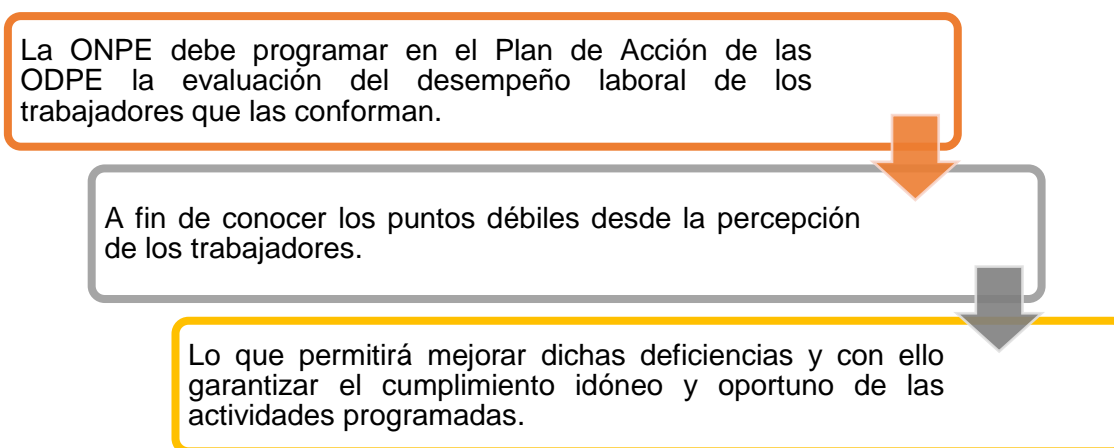 La ONPE debe programar en el Plan de Acción de las
ODPE la evaluación del desempeño laboral de los
trabajadores que las conforman.
A fin de conocer los puntos débiles desde la percepción
de los trabajadores.
Lo que permitirá mejorar dichas deficiencias y con ello
garantizar el cumplimiento idóneo y oportuno de las
actividades programadas.